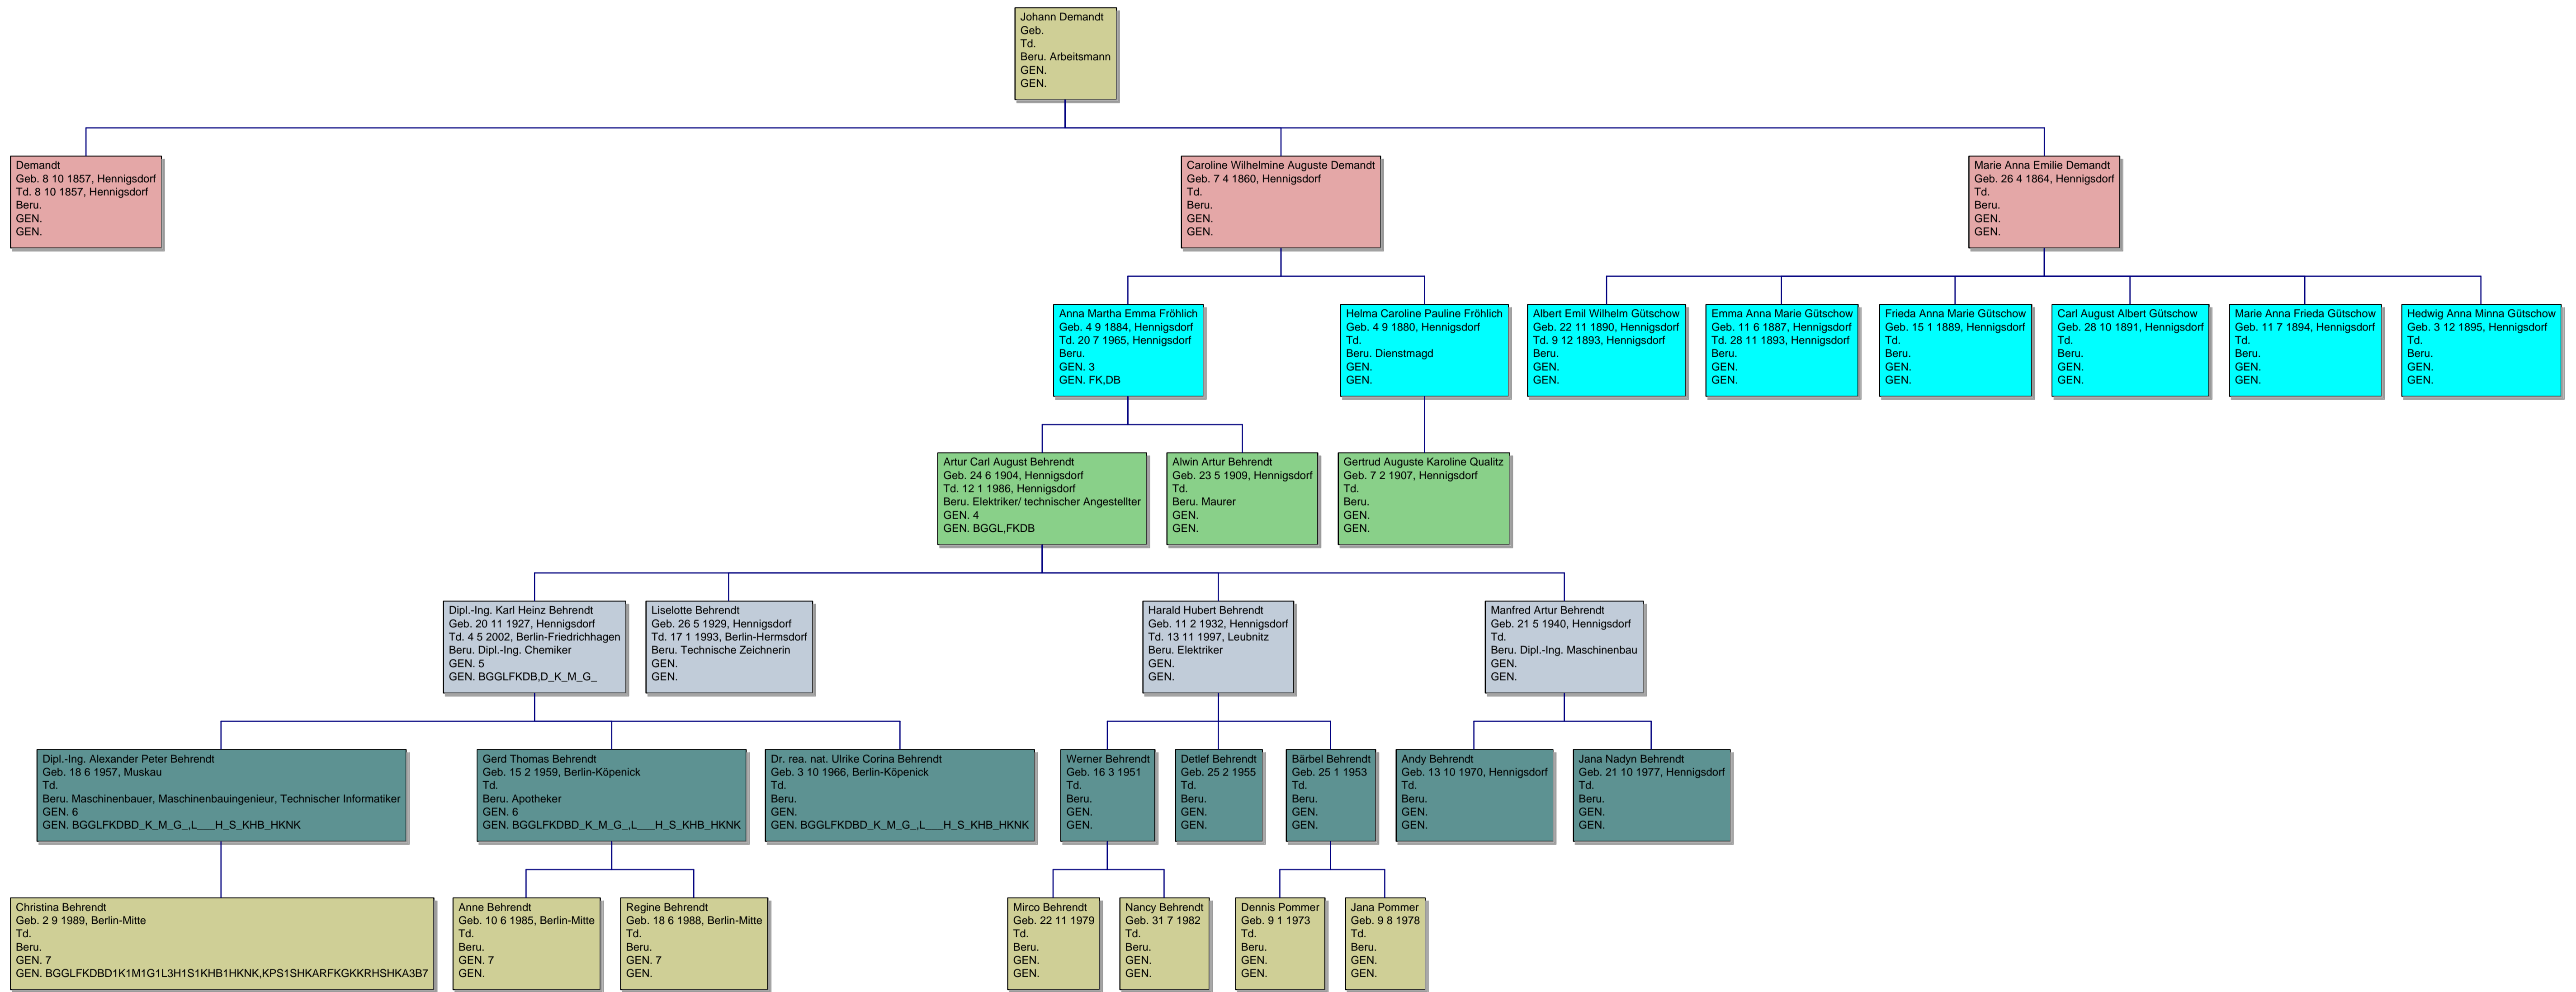 Johann Demandt
Geb.
Td.
Beru. Arbeitsmann
GEN.
GEN.
Demandt
Geb. 8 10 1857, Hennigsdorf
Td. 8 10 1857, Hennigsdorf
Beru.
GEN.
GEN.
Caroline Wilhelmine Auguste Demandt
Geb. 7 4 1860, Hennigsdorf
Td.
Beru.
GEN.
GEN.
Marie Anna Emilie Demandt
Geb. 26 4 1864, Hennigsdorf
Td.
Beru.
GEN.
GEN.
Anna Martha Emma Fröhlich
Geb. 4 9 1884, Hennigsdorf
Td. 20 7 1965, Hennigsdorf
Beru.
GEN. 3
GEN. FK,DB
Helma Caroline Pauline Fröhlich
Geb. 4 9 1880, Hennigsdorf
Td.
Beru. Dienstmagd
GEN.
GEN.
Albert Emil Wilhelm Gütschow
Geb. 22 11 1890, Hennigsdorf
Td. 9 12 1893, Hennigsdorf
Beru.
GEN.
GEN.
Emma Anna Marie Gütschow
Geb. 11 6 1887, Hennigsdorf
Td. 28 11 1893, Hennigsdorf
Beru.
GEN.
GEN.
Frieda Anna Marie Gütschow
Geb. 15 1 1889, Hennigsdorf
Td.
Beru.
GEN.
GEN.
Carl August Albert Gütschow
Geb. 28 10 1891, Hennigsdorf
Td.
Beru.
GEN.
GEN.
Marie Anna Frieda Gütschow
Geb. 11 7 1894, Hennigsdorf
Td.
Beru.
GEN.
GEN.
Hedwig Anna Minna Gütschow
Geb. 3 12 1895, Hennigsdorf
Td.
Beru.
GEN.
GEN.
Artur Carl August Behrendt
Geb. 24 6 1904, Hennigsdorf
Td. 12 1 1986, Hennigsdorf
Beru. Elektriker/ technischer Angestellter
GEN. 4
GEN. BGGL,FKDB
Alwin Artur Behrendt
Geb. 23 5 1909, Hennigsdorf
Td.
Beru. Maurer
GEN.
GEN.
Gertrud Auguste Karoline Qualitz
Geb. 7 2 1907, Hennigsdorf
Td.
Beru.
GEN.
GEN.
Dipl.-Ing. Karl Heinz Behrendt
Geb. 20 11 1927, Hennigsdorf
Td. 4 5 2002, Berlin-Friedrichhagen
Beru. Dipl.-Ing. Chemiker
GEN. 5
GEN. BGGLFKDB,D_K_M_G_
Liselotte Behrendt
Geb. 26 5 1929, Hennigsdorf
Td. 17 1 1993, Berlin-Hermsdorf
Beru. Technische Zeichnerin
GEN.
GEN.
Harald Hubert Behrendt
Geb. 11 2 1932, Hennigsdorf
Td. 13 11 1997, Leubnitz
Beru. Elektriker
GEN.
GEN.
Manfred Artur Behrendt
Geb. 21 5 1940, Hennigsdorf
Td.
Beru. Dipl.-Ing. Maschinenbau
GEN.
GEN.
Dipl.-Ing. Alexander Peter Behrendt
Geb. 18 6 1957, Muskau
Td.
Beru. Maschinenbauer, Maschinenbauingenieur, Technischer Informatiker
GEN. 6
GEN. BGGLFKDBD_K_M_G_,L___H_S_KHB_HKNK
Gerd Thomas Behrendt
Geb. 15 2 1959, Berlin-Köpenick
Td.
Beru. Apotheker
GEN. 6
GEN. BGGLFKDBD_K_M_G_,L___H_S_KHB_HKNK
Dr. rea. nat. Ulrike Corina Behrendt
Geb. 3 10 1966, Berlin-Köpenick
Td.
Beru.
GEN.
GEN. BGGLFKDBD_K_M_G_,L___H_S_KHB_HKNK
Werner Behrendt
Geb. 16 3 1951
Td.
Beru.
GEN.
GEN.
Detlef Behrendt
Geb. 25 2 1955
Td.
Beru.
GEN.
GEN.
Bärbel Behrendt
Geb. 25 1 1953
Td.
Beru.
GEN.
GEN.
Andy Behrendt
Geb. 13 10 1970, Hennigsdorf
Td.
Beru.
GEN.
GEN.
Jana Nadyn Behrendt
Geb. 21 10 1977, Hennigsdorf
Td.
Beru.
GEN.
GEN.
Christina Behrendt
Geb. 2 9 1989, Berlin-Mitte
Td.
Beru.
GEN. 7
GEN. BGGLFKDBD1K1M1G1L3H1S1KHB1HKNK,KPS1SHKARFKGKKRHSHKA3B7
Anne Behrendt
Geb. 10 6 1985, Berlin-Mitte
Td.
Beru.
GEN. 7
GEN.
Regine Behrendt
Geb. 18 6 1988, Berlin-Mitte
Td.
Beru.
GEN. 7
GEN.
Mirco Behrendt
Geb. 22 11 1979
Td.
Beru.
GEN.
GEN.
Nancy Behrendt
Geb. 31 7 1982
Td.
Beru.
GEN.
GEN.
Dennis Pommer
Geb. 9 1 1973
Td.
Beru.
GEN.
GEN.
Jana Pommer
Geb. 9 8 1978
Td.
Beru.
GEN.
GEN.